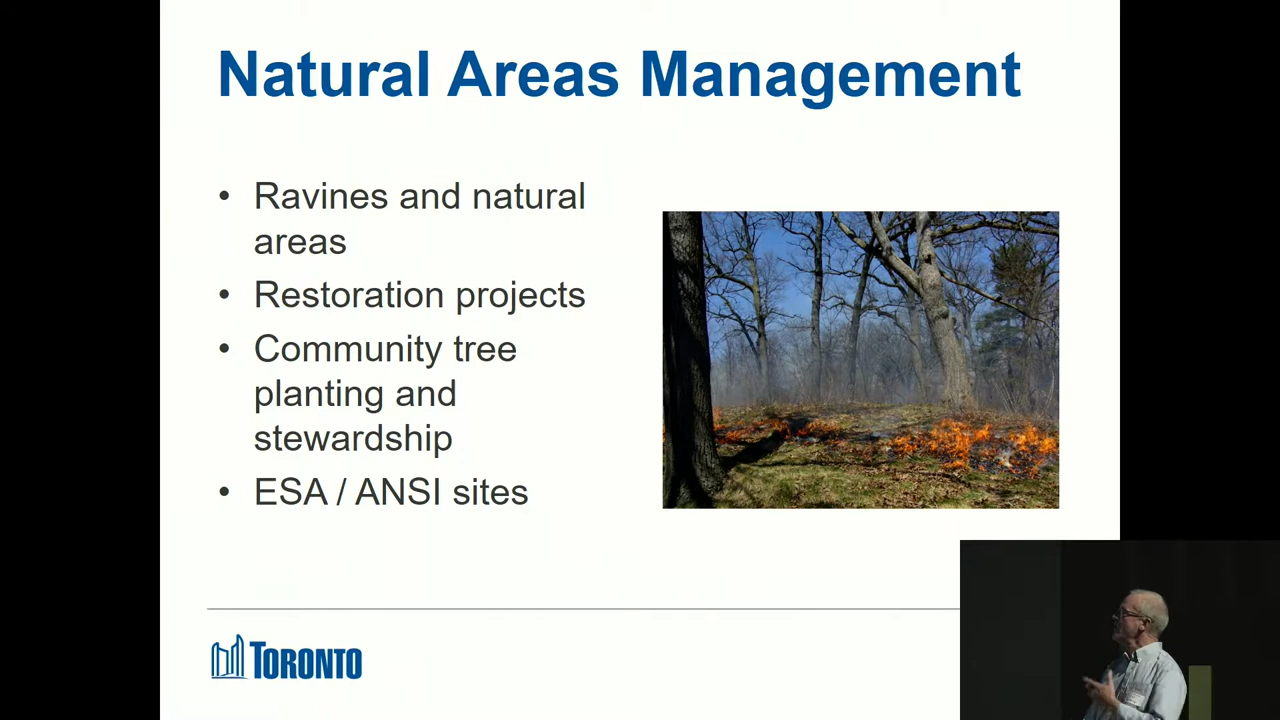 Natural Areas Management
• Ravines and natural
areas
• Restoration projects
• Community tree
planting and
stewardship
• ESA / ANSI sites
TORONTO